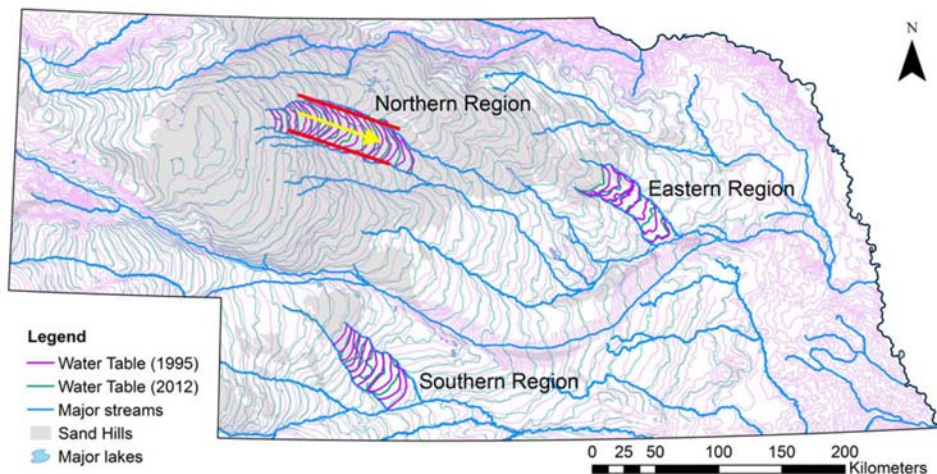 N
Northern Region
Eastern Region
Southern Region
Legend
Water Table (1995)
Water Table (2012)
Major streams
Sand Hills
Major lakes
0 25 50 100 150 200
Kilometers